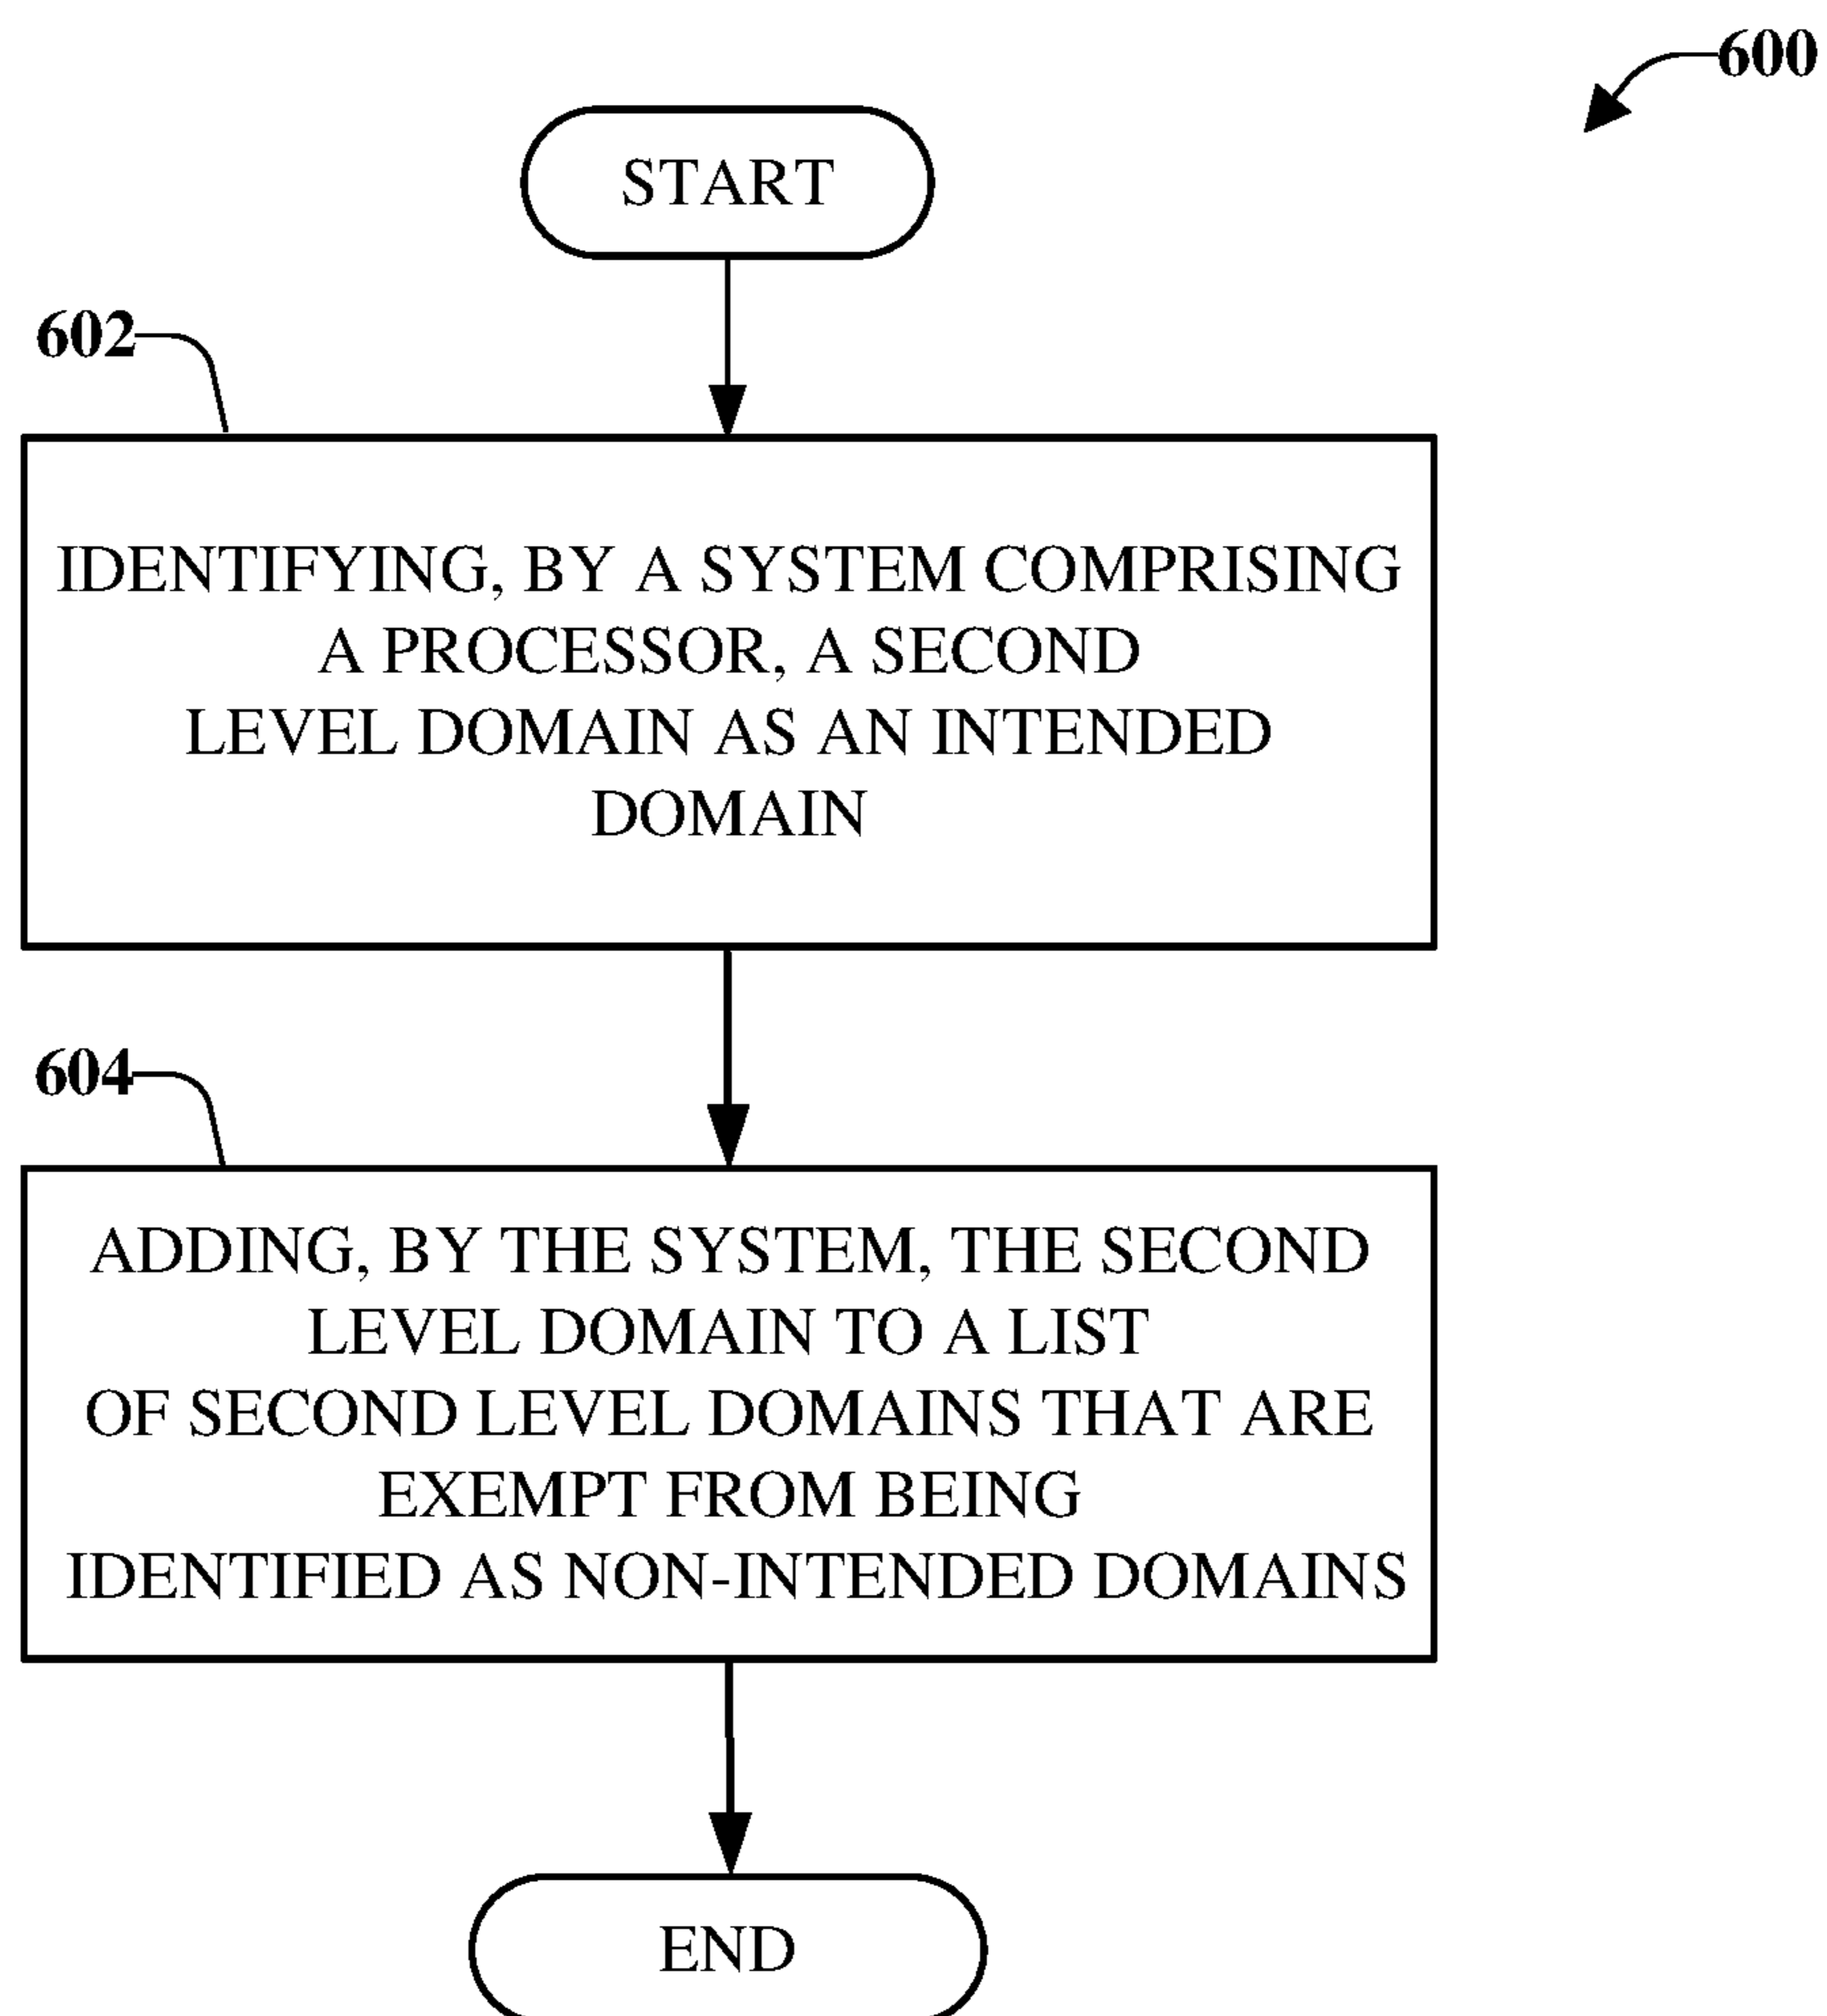 600
START
602
IDENTIFYING, BY A SYSTEM COMPRISING
A PROCESSOR, A SECOND
LEVEL DOMAIN AS AN INTENDED
DOMAIN
604
ADDING, BY THE SYSTEM, THE SECOND
LEVEL DOMAIN TO A LIST
OF SECOND LEVEL DOMAINS THAT ARE
EXEMPT FROM BEING
IDENTIFIED AS NON-INTENDED DOMAINS
END